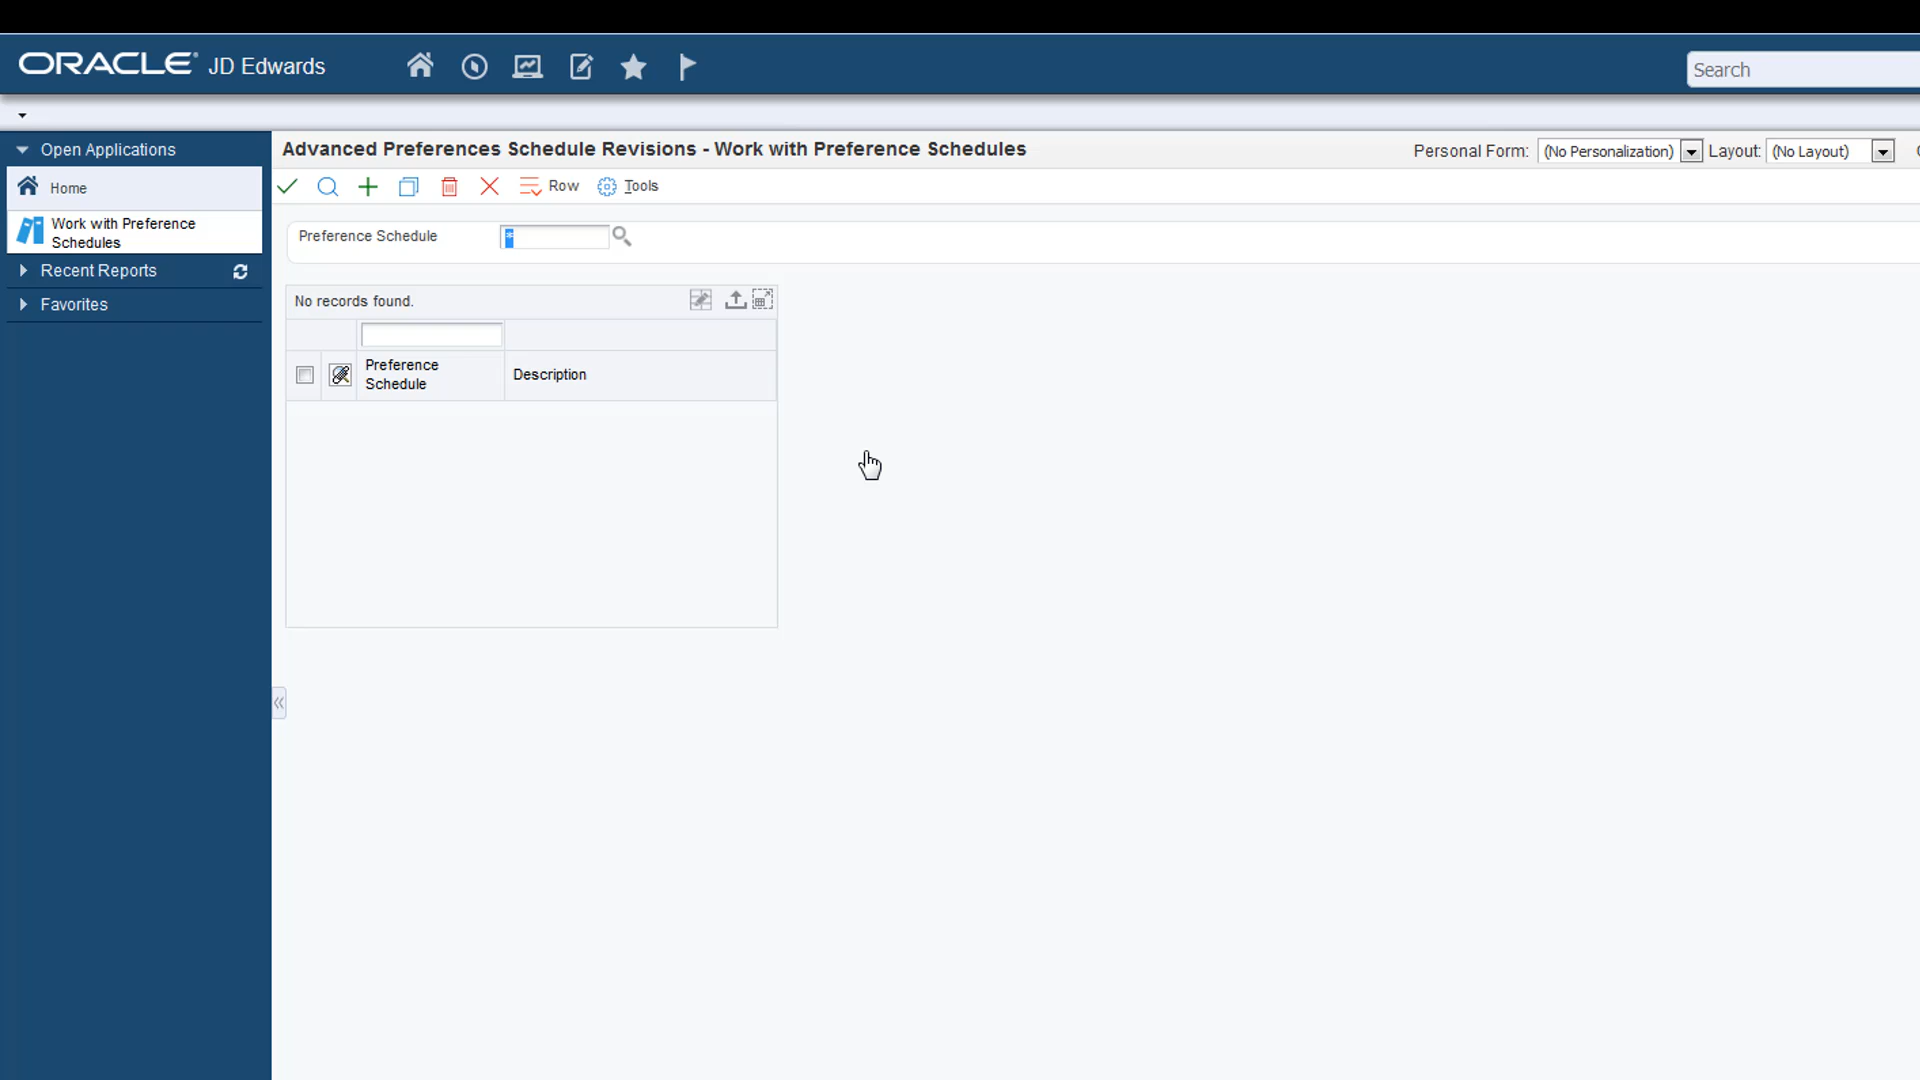 ORACLE JD Edwards
Search
Open Applications
Home
Work with Preference
Schedules
Recent Reports
Favorites
Advanced Preferences Schedule Revisions - Work with Preference Schedules
Personal Form: (No Personalization) Layout: (No Layout)
Row Tools
Preference Schedule *
No records found.
Preference
Schedule
Description